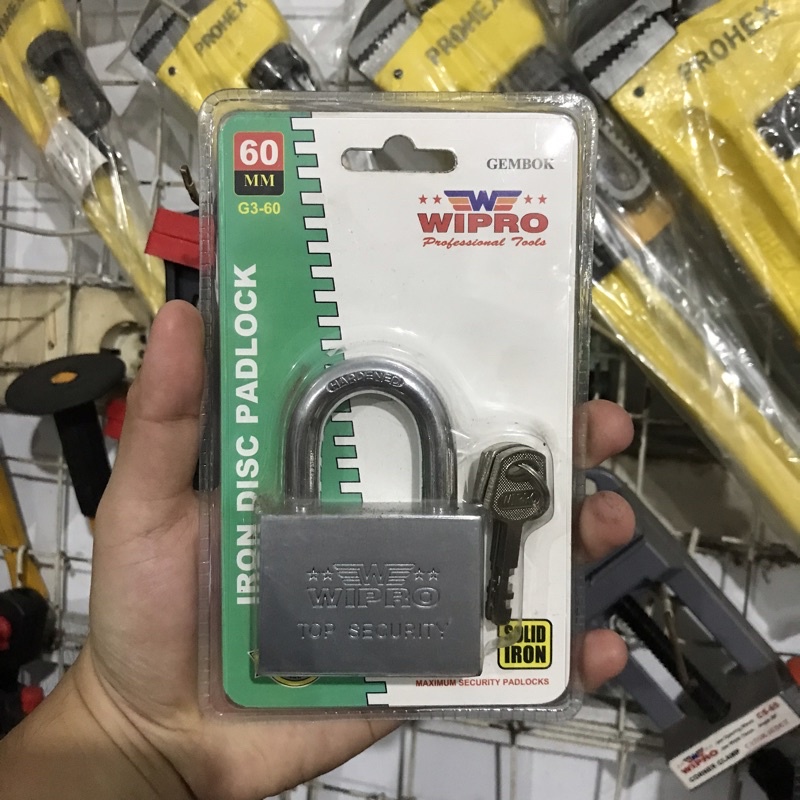 PROHEX
PROHEX
PROHEX
PROHEX
60
MM
G3-60
GEMBOK
WIPRO
Professional Tools
IRON DISC PADLOCK
HARDENED
WIPRO
TOP SECURITY
SOLID
IRON
MAXIMUM SECURITY PADLOCKS
WIPRO
CORNER CLAMP